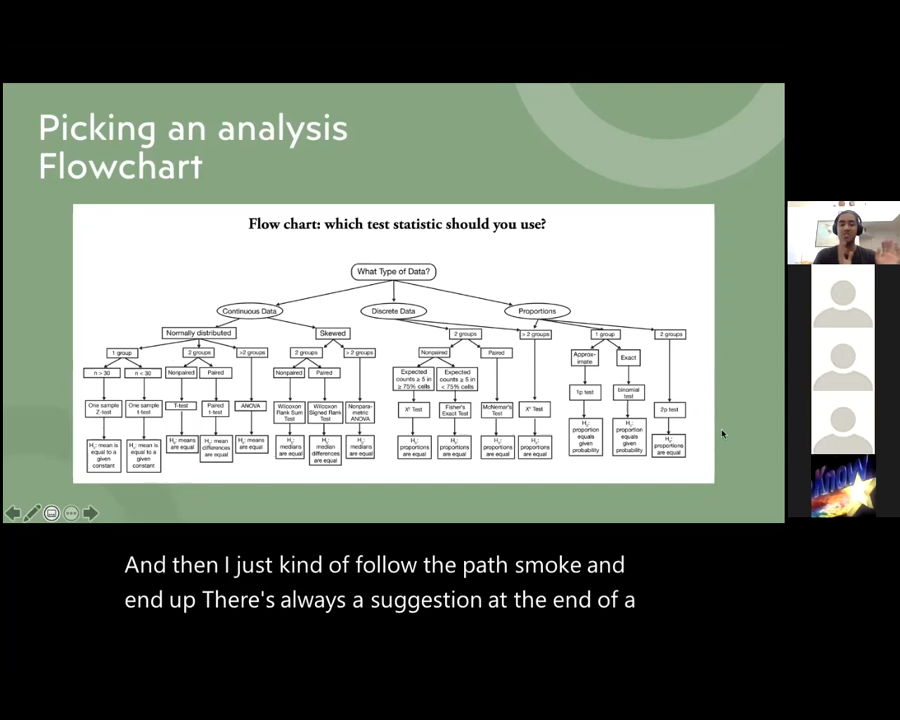 Picking an analysis
Flowchart
Flow chart: which test statistic should you use?
What Type of Data?
Continuous Data
Discrete Data
Proportions
Normally distributed
Skewed
2 groups
> 2 groups
1 group
2 groups
1 group
2 groups
>2 groups
2 groups
> 2 groups
Nonpaired
Paired
Approx-
imate
Exact
n > 30
n < 30
Nonpaired
Paired
Nonpaired
Paired
Expected
counts ≥ 5 in
≥ 75% cells
Expected
counts ≥ 5 in
< 75% cells
1p test
binomial
test
One sample
Z-test
One sample
t-test
T-test
Paired
t-test
ANOVA
Wilcoxon
Rank Sum
Test
Wilcoxon
Signed Rank
Test
Nonpara-
metric
ANOVA
X² Test
Fisher's
Exact Test
McNemar's
Test
X² Test
2p test
H₀: mean is
equal to a
given
constant
H₀: mean is
equal to a
given
constant
H₀: means
are equal
H₀: mean
differences
are equal
H₀: means
are equal
H₀:
medians
are equal
H₀:
median
differences
are equal
H₀:
medians
are equal
H₀:
proportions
are equal
H₀:
proportions
are equal
H₀:
proportions
are equal
H₀:
proportions
are equal
H₀:
proportion
equals
given
probability
H₀:
proportion
equals
given
probability
H₀:
proportions
are equal
Know
And then I just kind of follow the path smoke and
end up There's always a suggestion at the end of a